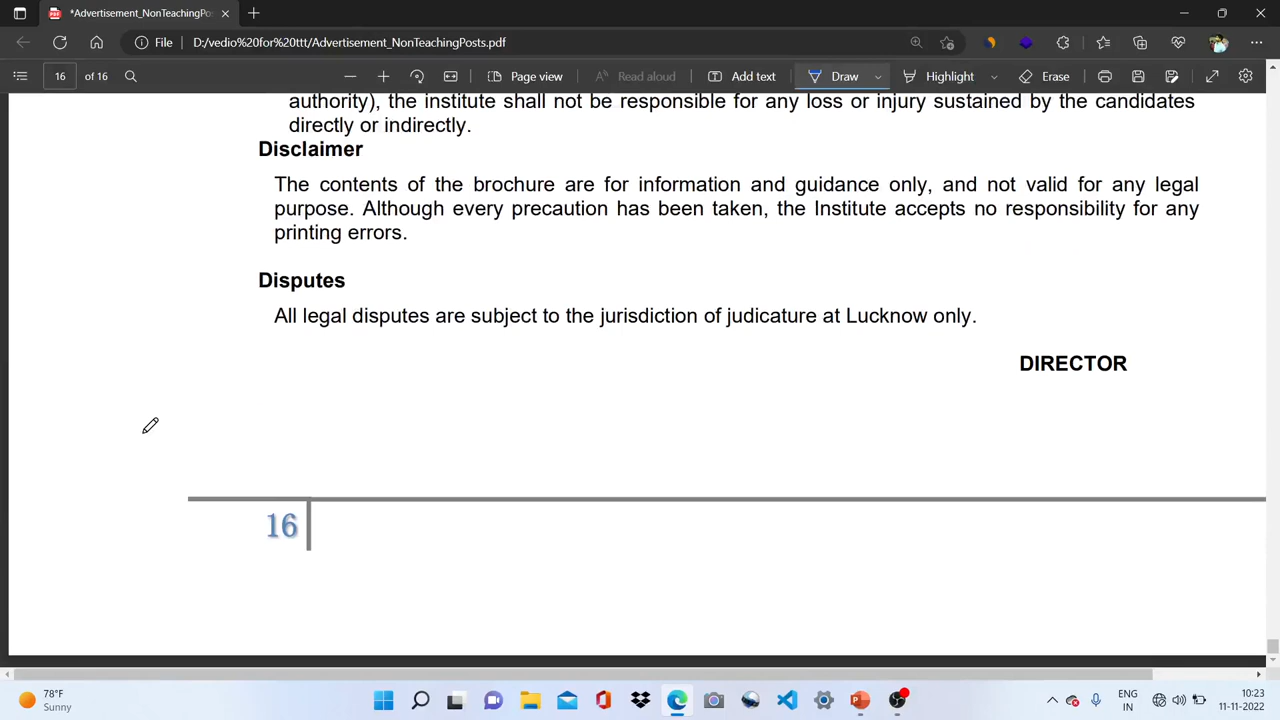 *Advertisement_NonTeachingPos
File D:/vedio%20for%20ttt/Advertisement_NonTeachingPosts.pdf
16 of 16 Page view Read aloud Add text Draw Highlight Erase
authority), the institute shall not be responsible for any loss or injury sustained by the candidates
directly or indirectly.
Disclaimer
The contents of the brochure are for information and guidance only, and not valid for any legal
purpose. Although every precaution has been taken, the Institute accepts no responsibility for any
printing errors.
Disputes
All legal disputes are subject to the jurisdiction of judicature at Lucknow only.
DIRECTOR
16
78°F
Sunny
ENG
IN
10:23
11-11-2022